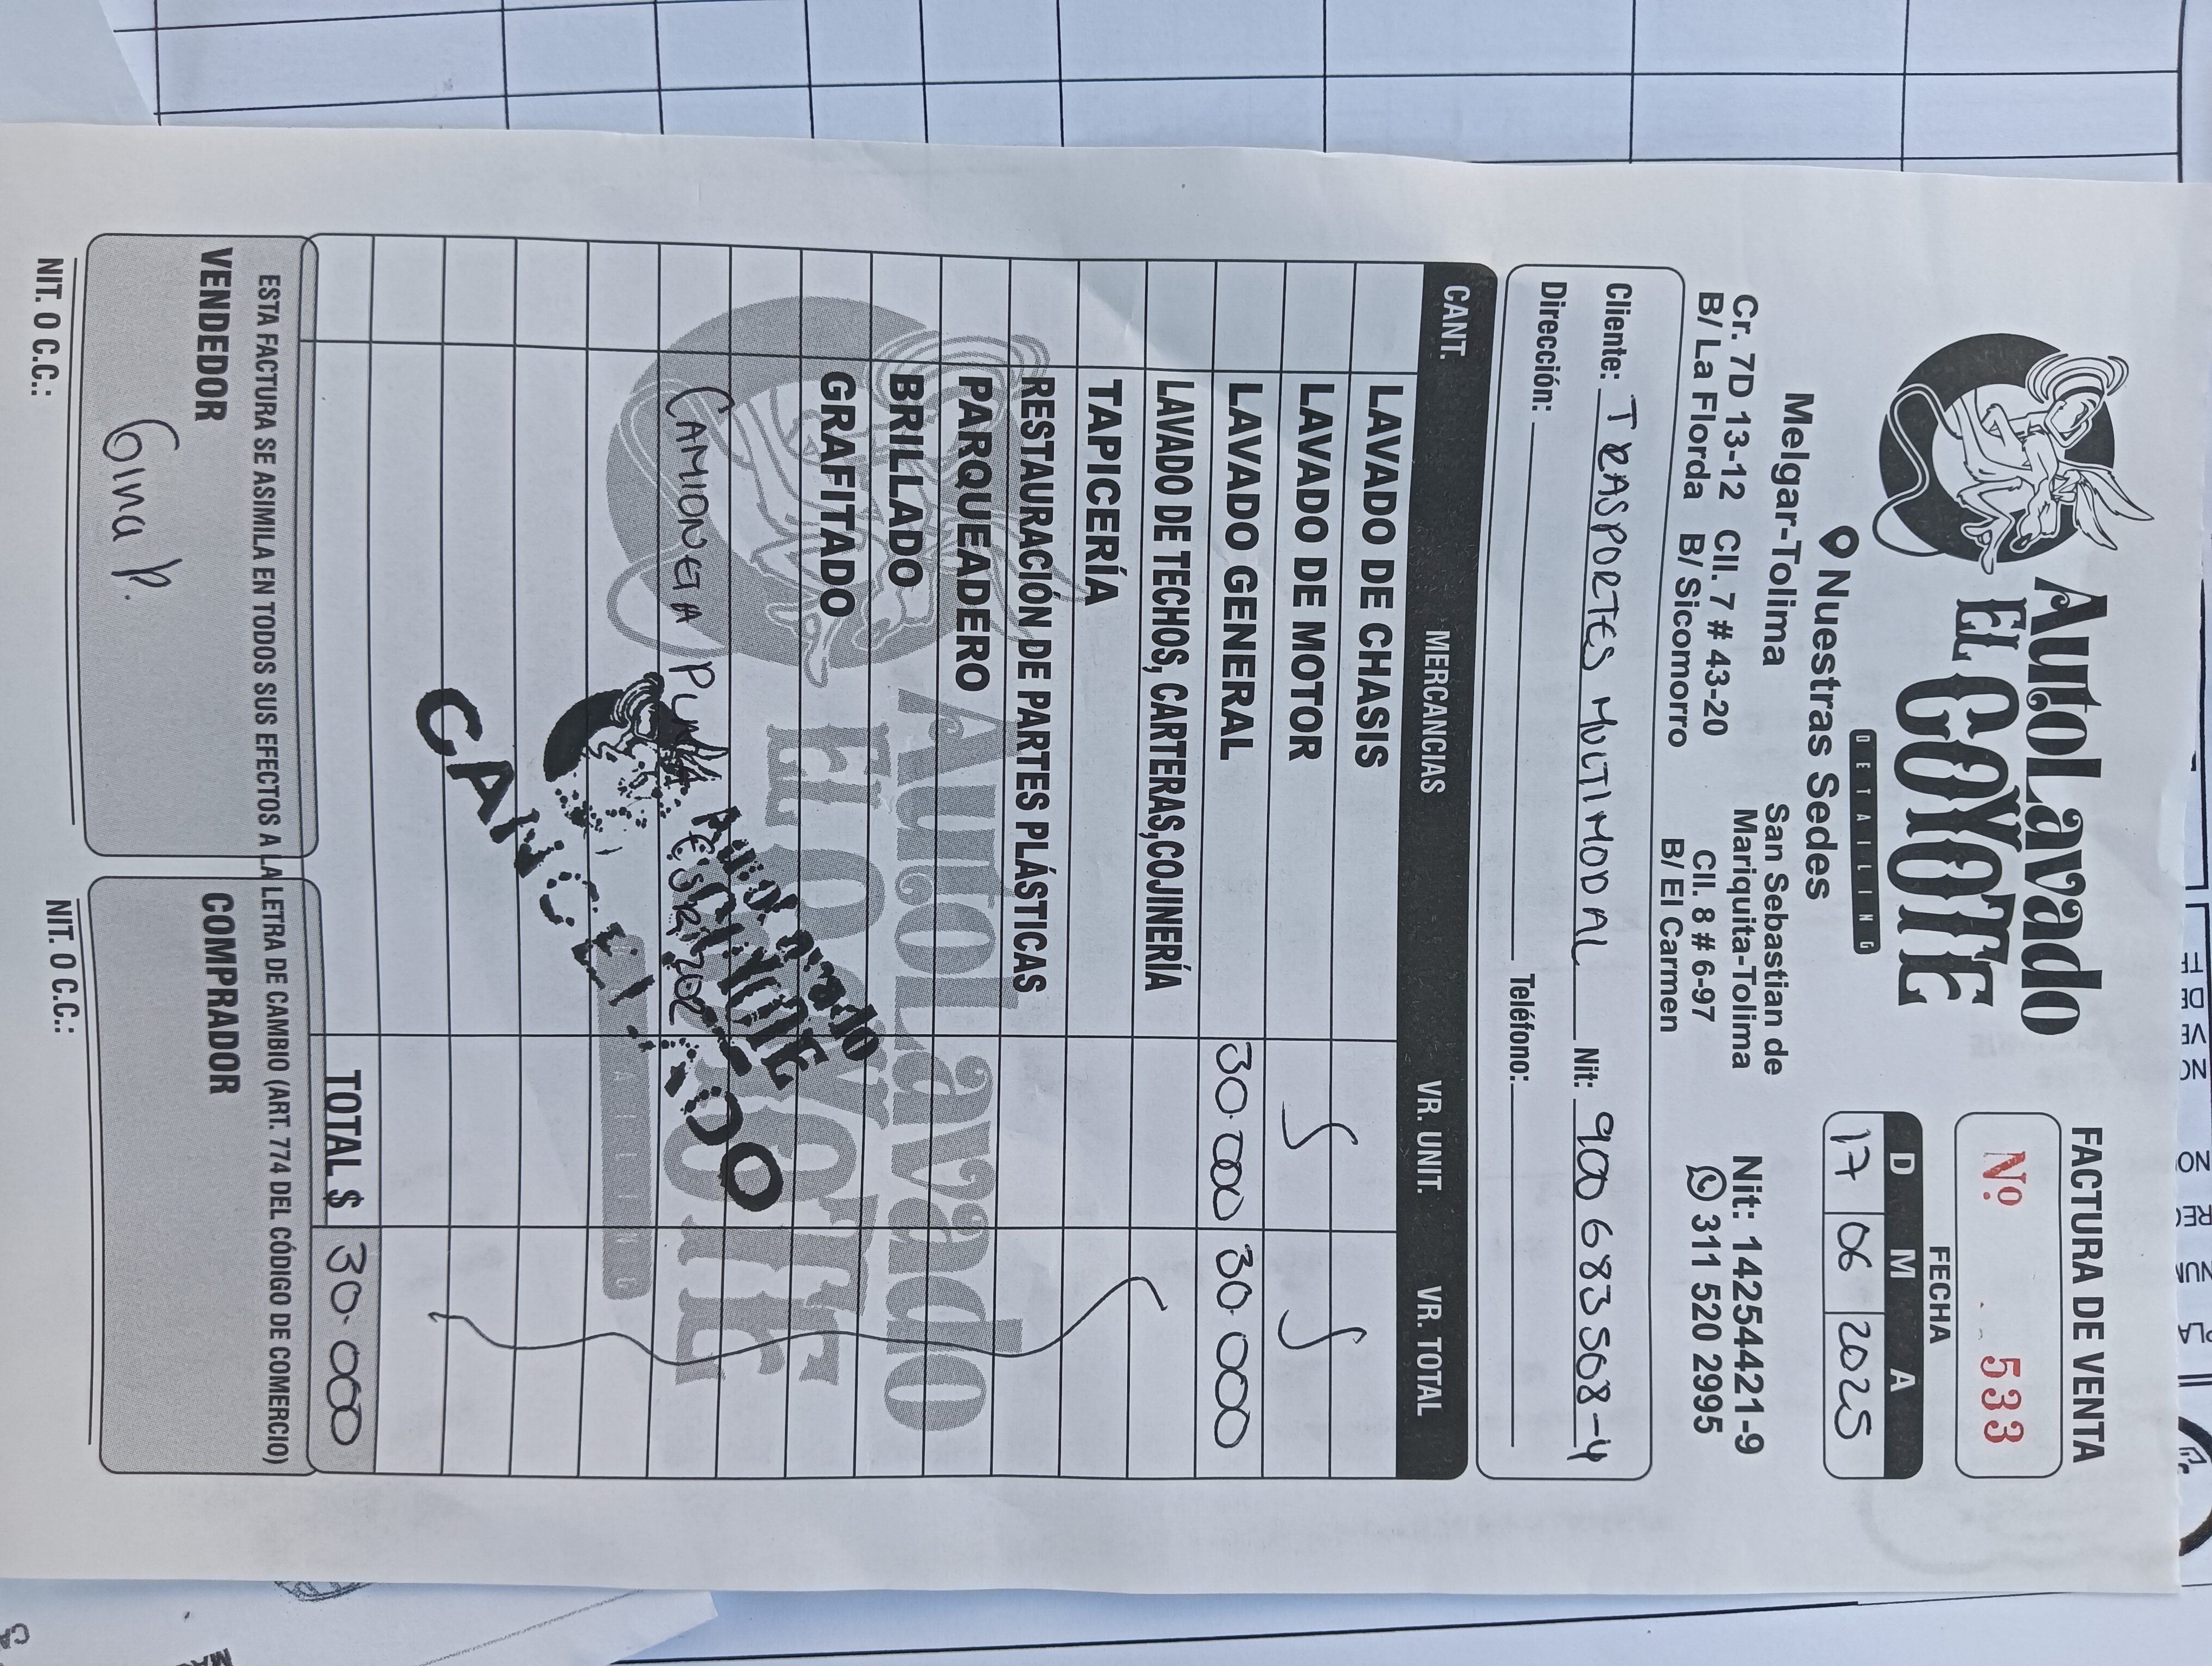 AutoLavado
EL COYOTE
DETAILING
FACTURA DE VENTA
Nº 533
FECHA
D M A
17 06 2025
Nuestras Sedes
Melgar-Tolima
Cr. 7D 13-12 Cll. 7 # 43-20
B/ La Florda B/ Sicomorro
San Sebastian de
Mariquita-Tolima
Cll. 8 # 6-97
B/ El Carmen
Nit: 14254421-9
311 520 2995
Cliente: TRASPORTES MULTIMODAL Nit: 900 683508-4
Dirección: Teléfono:
CANT. MERCANCIAS VR. UNIT. VR. TOTAL
LAVADO DE CHASIS
LAVADO DE MOTOR
LAVADO GENERAL 30.000 30.000
LAVADO DE TECHOS, CARTERAS,COJINERÍA
TAPICERÍA
RESTAURACIÓN DE PARTES PLÁSTICAS
PARQUEADERO
BRILLADO
GRAFITADO
CAMIONETA
AutoLavado
EL COYOTE
CANCELADO
TOTAL $ 30.000
ESTA FACTURA SE ASIMILA EN TODOS SUS EFECTOS A LA LETRA DE CAMBIO (ART. 774 DEL CÓDIGO DE COMERCIO)
VENDEDOR
Gina P.
NIT. O C.C.:
COMPRADOR
NIT. O C.C.: